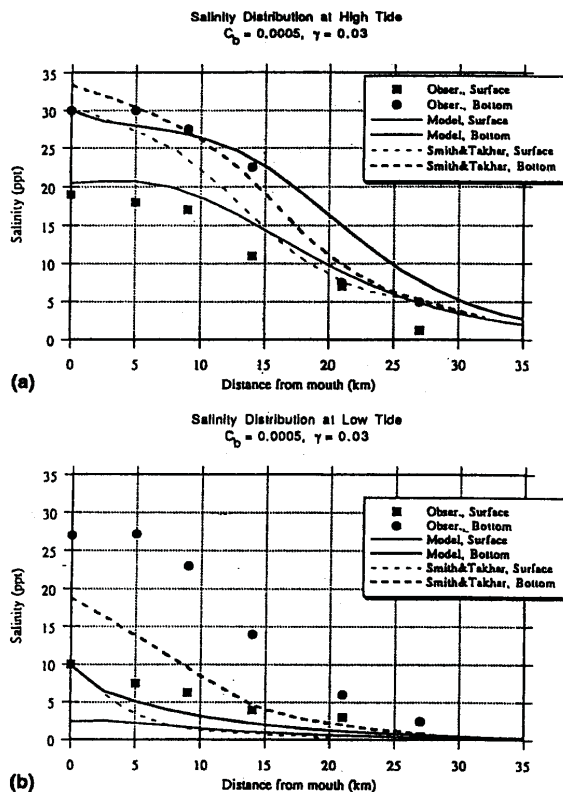 Salinity Distribution at High Tide
C_b = 0.0005, γ = 0.03
35
30
25
20
15
10
5
0
Salinity (ppt)
Obser., Surface
Obser., Bottom
Model, Surface
Model, Bottom
Smith&Takhar, Surface
Smith&Takhar, Bottom
0 5 10 15 20 25 30 35
(a)
Distance from mouth (km)
Salinity Distribution at Low Tide
C_b = 0.0005, γ = 0.03
35
30
25
20
15
10
5
0
Salinity (ppt)
Obser., Surface
Obser., Bottom
Model, Surface
Model, Bottom
Smith&Takhar, Surface
Smith&Takhar, Bottom
0 5 10 15 20 25 30 35
(b)
Distance from mouth (km)